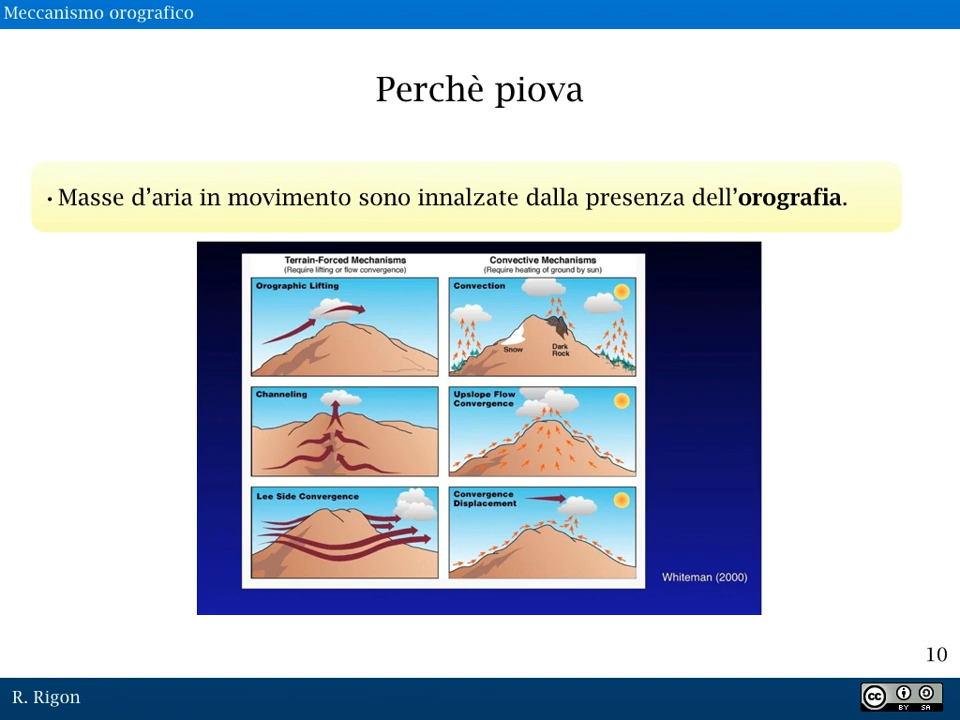 Meccanismo orografico
Perchè piova
• Masse d’aria in movimento sono innalzate dalla presenza dell’orografia.
Terrain-Forced Mechanisms
(Require lifting or flow convergence)
Convective Mechanisms
(Require heating of ground by sun)
Orographic Lifting
Convection
Snow
Dark
Rock
Channeling
Upslope Flow
Convergence
Lee Side Convergence
Convergence
Displacement
Whiteman (2000)
10
R. Rigon
cc
BY SA